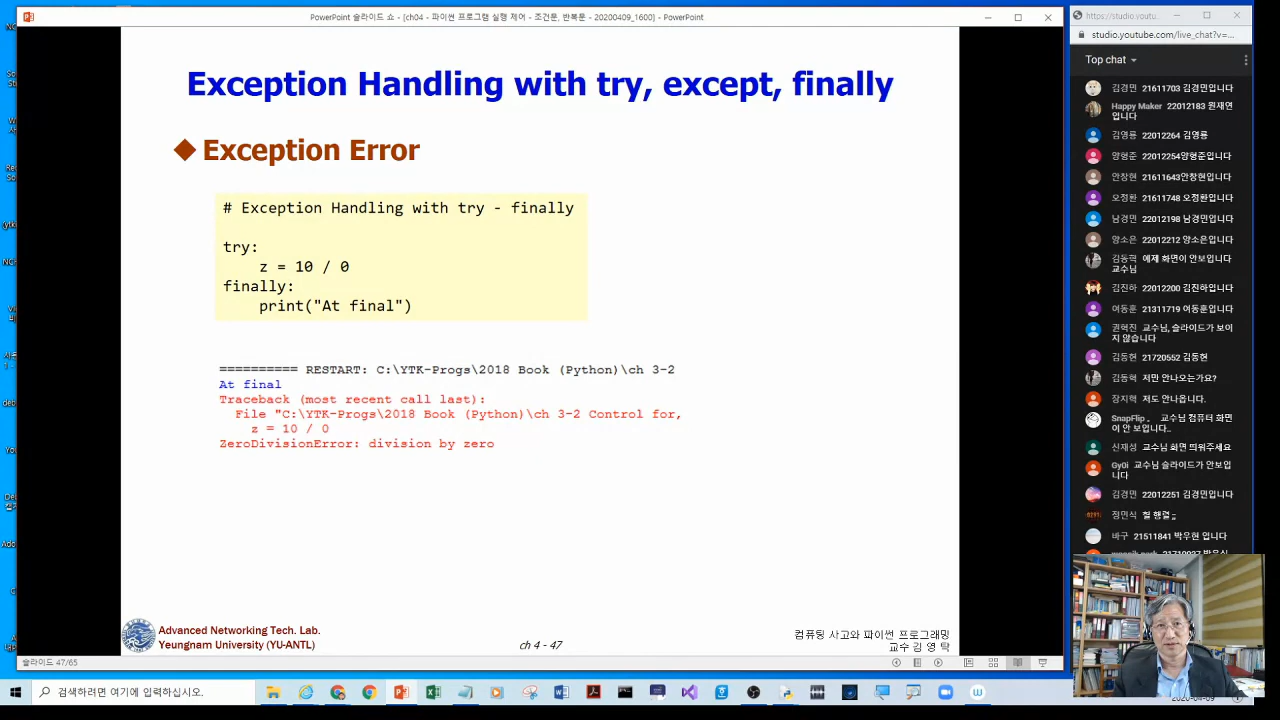 PowerPoint 슬라이드 쇼 - [ch04 - 파이썬 프로그램 실행 제어 - 조건문, 반복문 - 20200409_1600] - PowerPoint
Exception Handling with try, except, finally
Exception Error
# Exception Handling with try - finally
try:
z = 10 / 0
finally:
print("At final")
========== RESTART: C:\YTK-Progs\2018 Book (Python)\ch 3-2
At final
Traceback (most recent call last):
File "C:\YTK-Progs\2018 Book (Python)\ch 3-2 Control for,
z = 10 / 0
ZeroDivisionError: division by zero
Advanced Networking Tech. Lab.
Yeungnam University (YU-ANTL)
ch 4 - 47
컴퓨팅 사고와 파이썬 프로그래밍
교수 김 영 탁
슬라이드 47/65
검색하려면 여기에 입력하십시오.
https://studio.youtu...
studio.youtube.com/live_chat?v=...
Top chat
김경민 21611703 김경민입니다
Happy Maker 22012183 원재연
입니다
김영룡 22012264 김영룡
양형준 22012254양형준입니다
안창현 21611643안창현입니다
오정환 21611748 오정환입니다
남경민 22012198 남경민입니다
양소은 22012212 양소은입니다
김동혁 예제 화면이 안보입니다
교수님
김진하 22012200 김진하입니다
여동훈 21311719 여동훈입니다
권혁진 교수님, 슬라이드가 보이
지 않습니다
김동현 21720552 김동현
김동혁 저만 안나오는가요?
장지혁 저도 안나옵니다.
SnapFlip 。 교수님 컴퓨터 화면
이 안 보입니다..
신재성 교수님 화면 띄워주세요
Gy0i 교수님 슬라이드가 안보입
니다
김경민 22012251 김경민입니다
정민식 칠 행렬;;
바구 21511841 박우현 입니다
2020-04-09